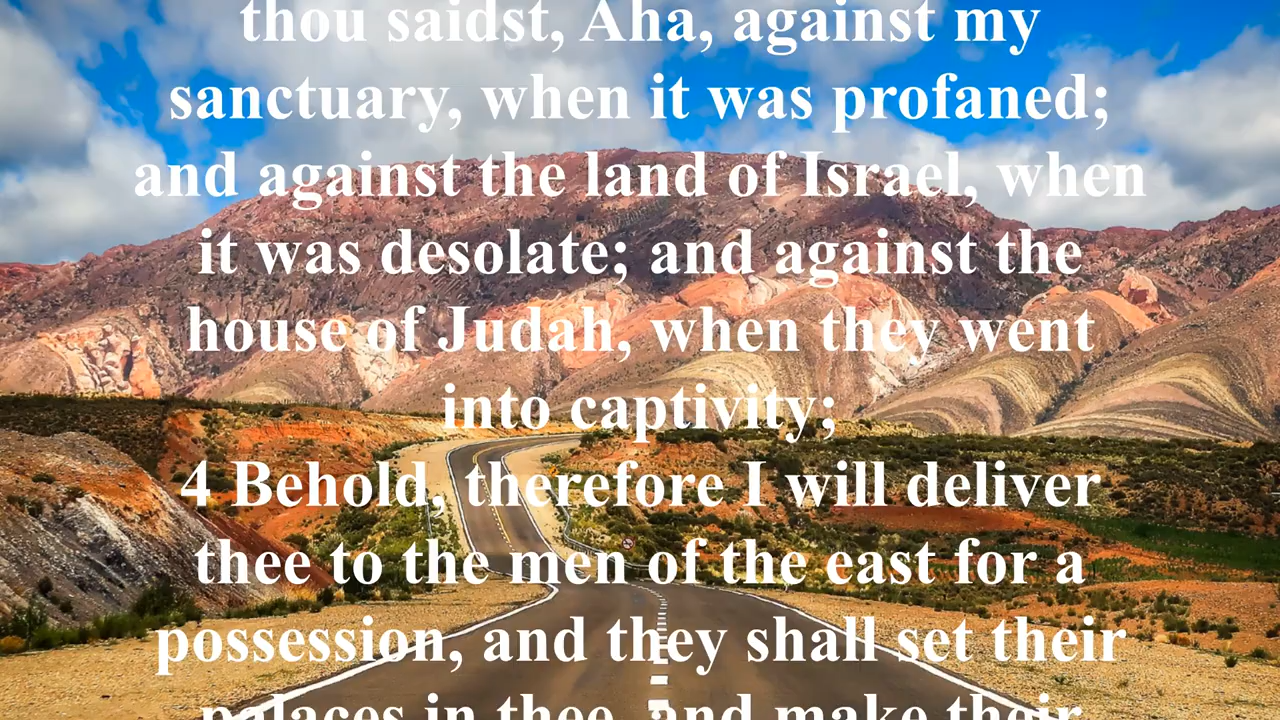 thou saidst, Aha, against my
sanctuary, when it was profaned;
and against the land of Israel, when
it was desolate; and against the
house of Judah, when they went
into captivity;
4 Behold, therefore I will deliver
thee to the men of the east for a
possession, and they shall set their
palaces in thee, and make their